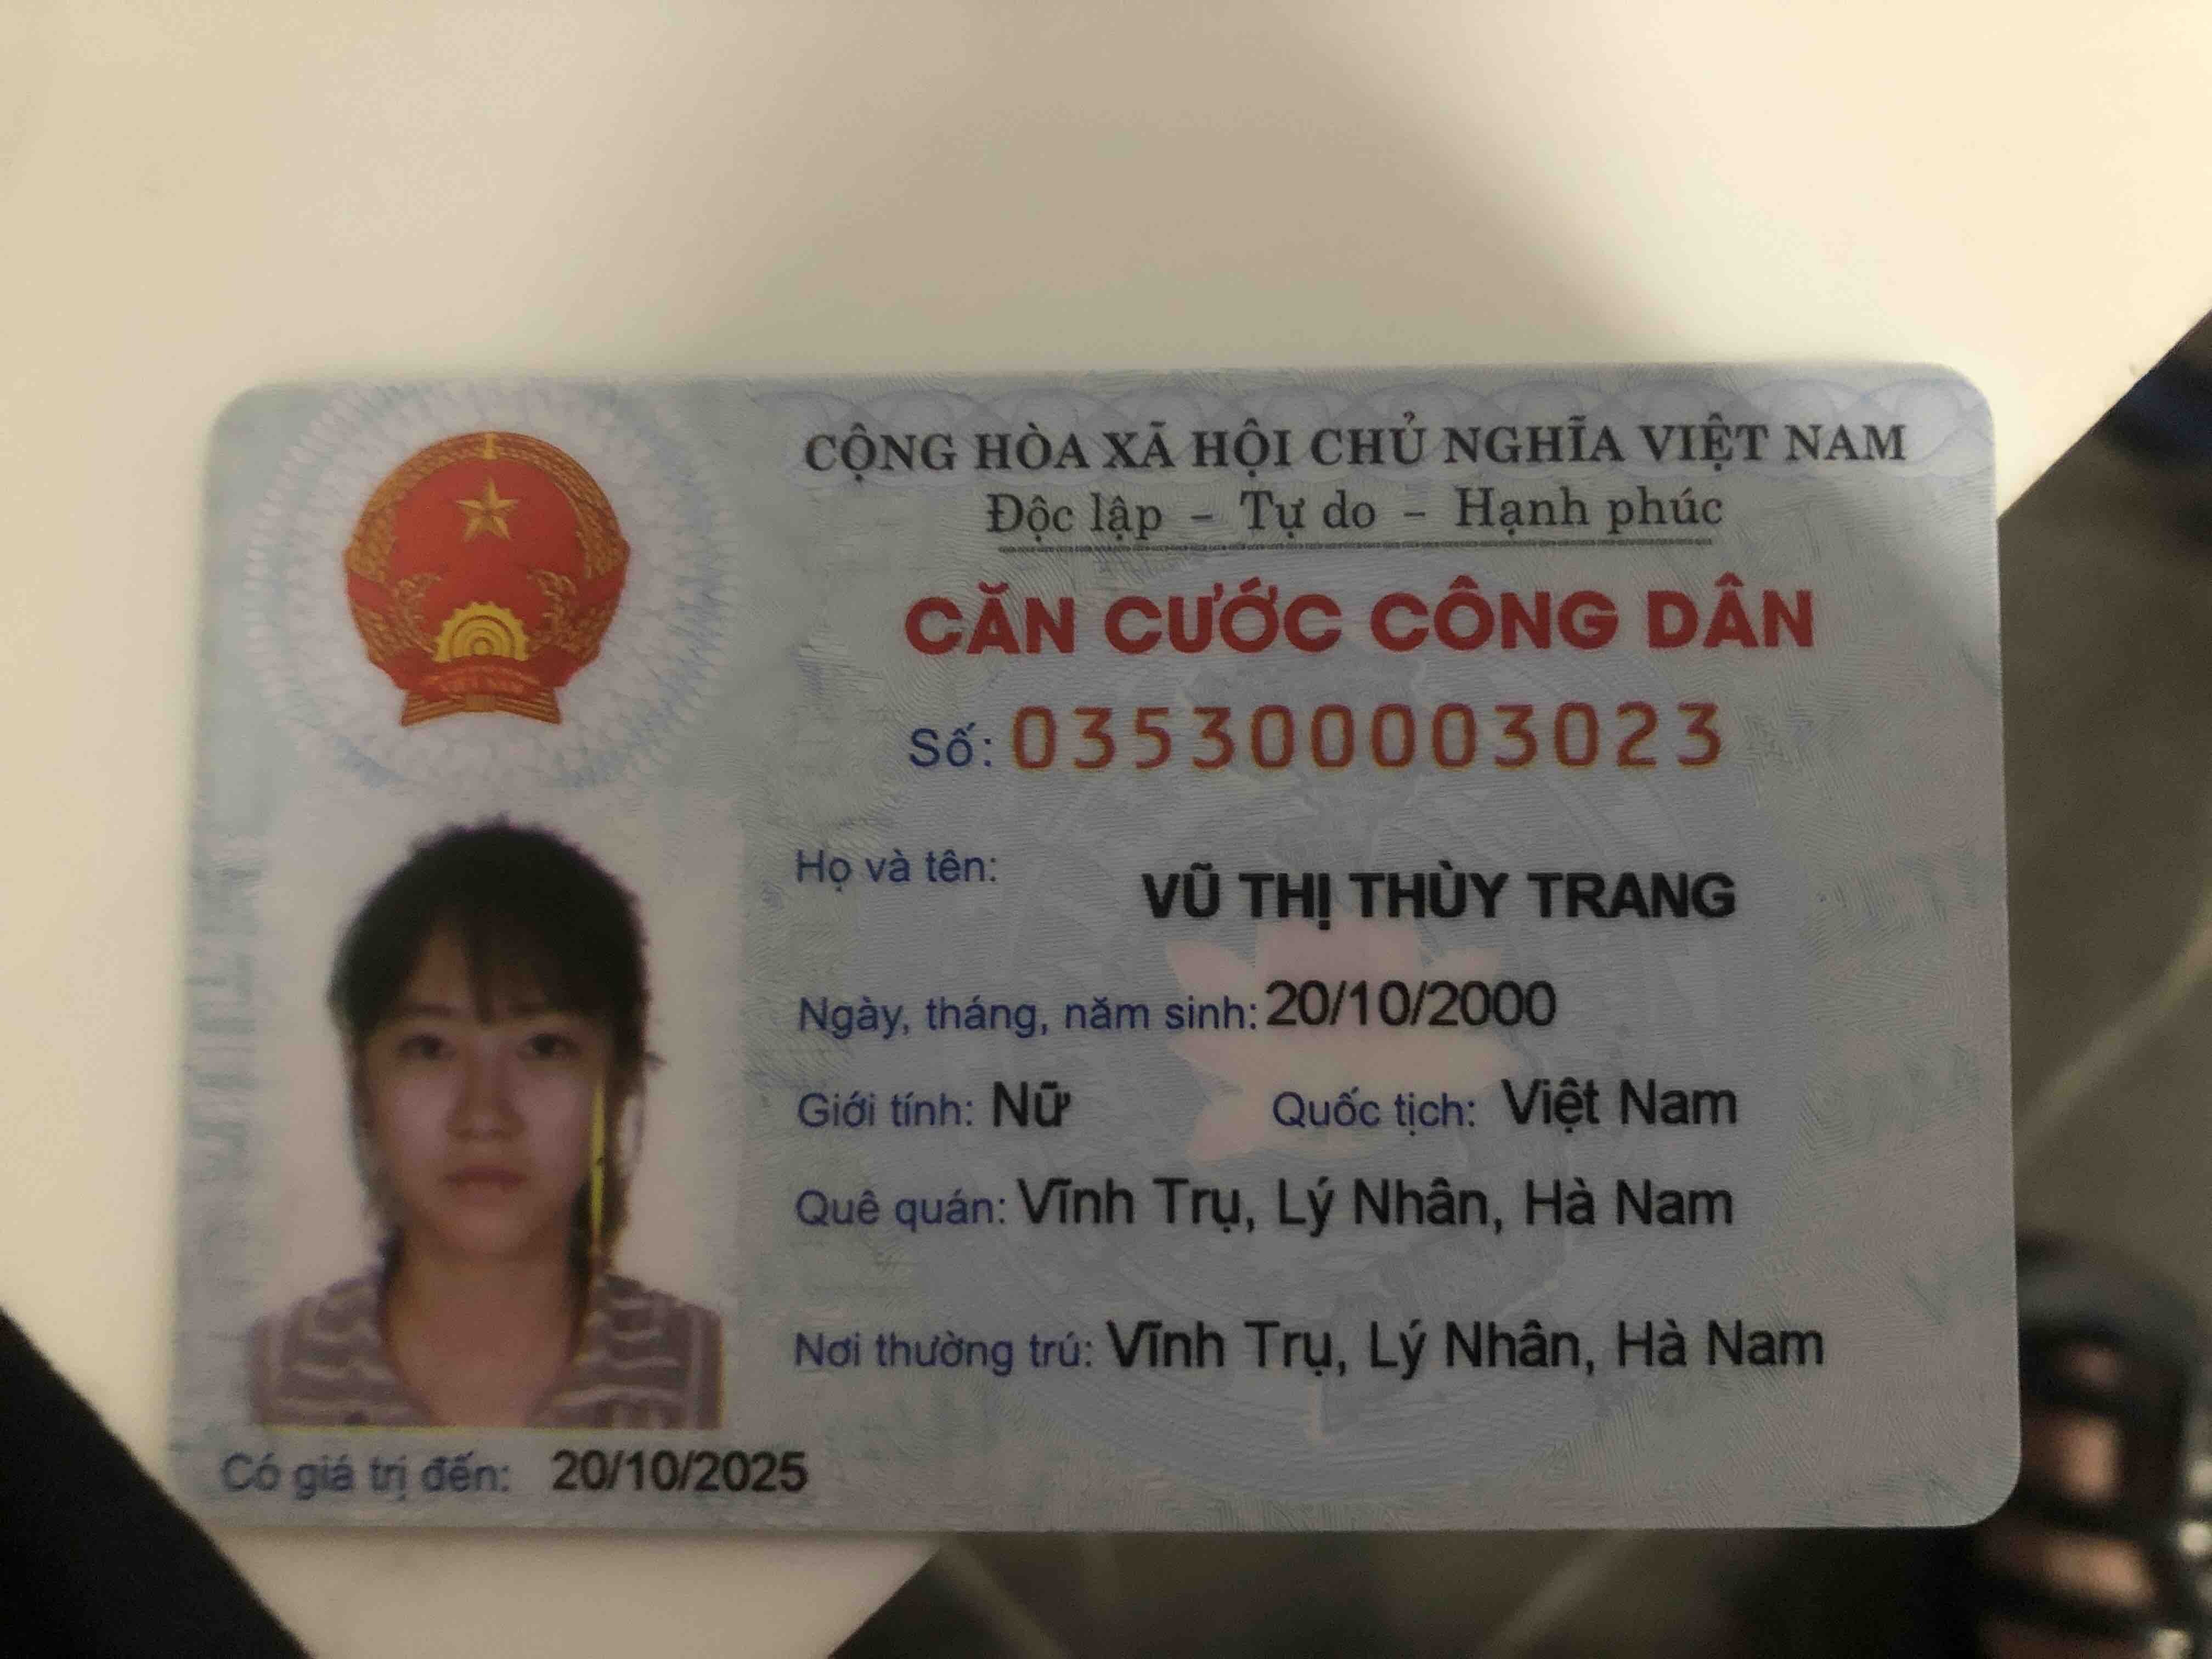 CỘNG HÒA XÃ HỘI CHỦ NGHĨA VIỆT NAM
Độc lập - Tự do - Hạnh phúc
CĂN CƯỚC CÔNG DÂN
Số: 035300003023
Họ và tên: VŨ THỊ THÙY TRANG
Ngày, tháng, năm sinh: 20/10/2000
Giới tính: Nữ Quốc tịch: Việt Nam
Quê quán: Vĩnh Trụ, Lý Nhân, Hà Nam
Nơi thường trú: Vĩnh Trụ, Lý Nhân, Hà Nam
Có giá trị đến: 20/10/2025